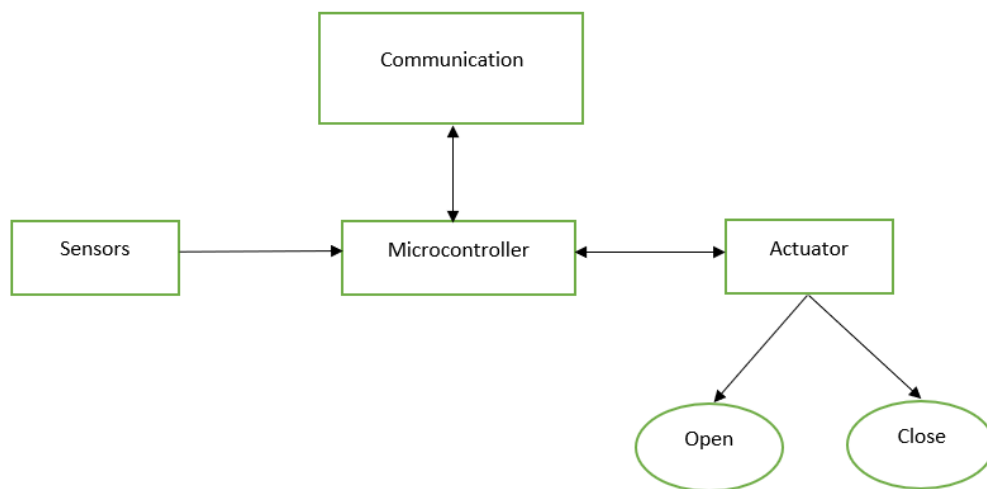 Communication
Sensors
Microcontroller
Actuator
Open
Close